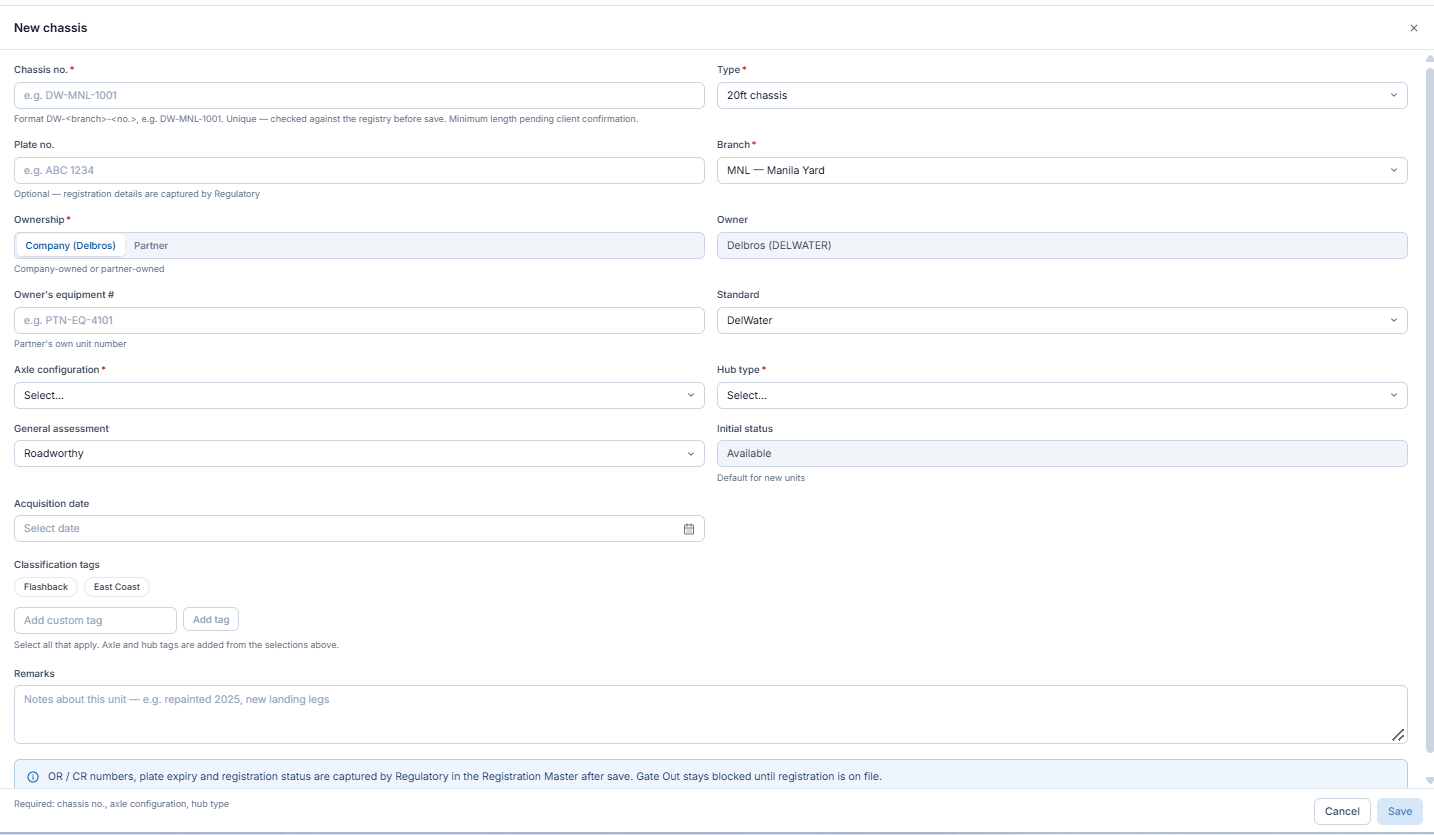 New chassis
Chassis no. *
Type *
e.g. DW-MNL-1001
20ft chassis
Format DW-<branch>-<no.>, e.g. DW-MNL-1001. Unique — checked against the registry before save. Minimum length pending client confirmation.
Plate no.
Branch *
e.g. ABC 1234
MNL — Manila Yard
Optional — registration details are captured by Regulatory
Ownership *
Owner
Company (Delbros) Partner
Delbros (DELWATER)
Company-owned or partner-owned
Owner's equipment #
Standard
e.g. PTN-EQ-4101
DelWater
Partner's own unit number
Axle configuration *
Hub type *
Select...
Select...
General assessment
Initial status
Roadworthy
Available
Default for new units
Acquisition date
Select date
Classification tags
Flashback East Coast
Add custom tag Add tag
Select all that apply. Axle and hub tags are added from the selections above.
Remarks
Notes about this unit — e.g. repainted 2025, new landing legs
OR / CR numbers, plate expiry and registration status are captured by Regulatory in the Registration Master after save. Gate Out stays blocked until registration is on file.
Required: chassis no., axle configuration, hub type
Cancel Save